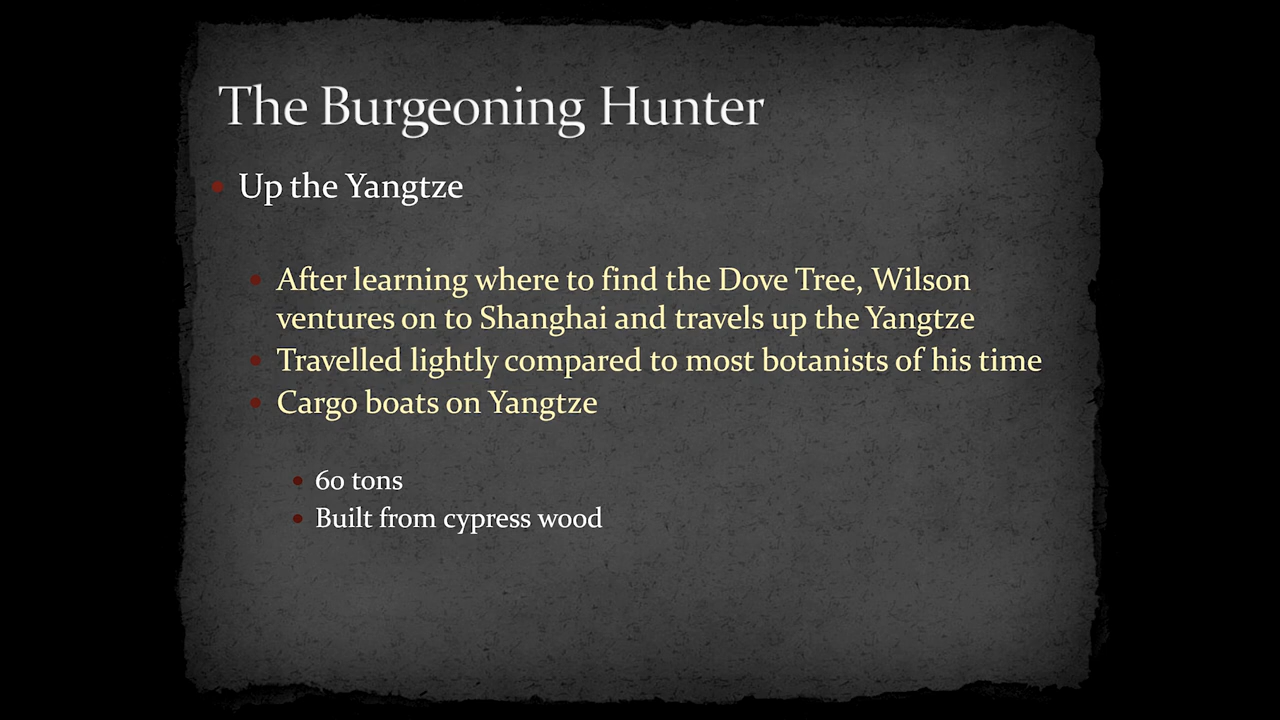 The Burgeoning Hunter
Up the Yangtze
After learning where to find the Dove Tree, Wilson
ventures on to Shanghai and travels up the Yangtze
Travelled lightly compared to most botanists of his time
Cargo boats on Yangtze
60 tons
Built from cypress wood